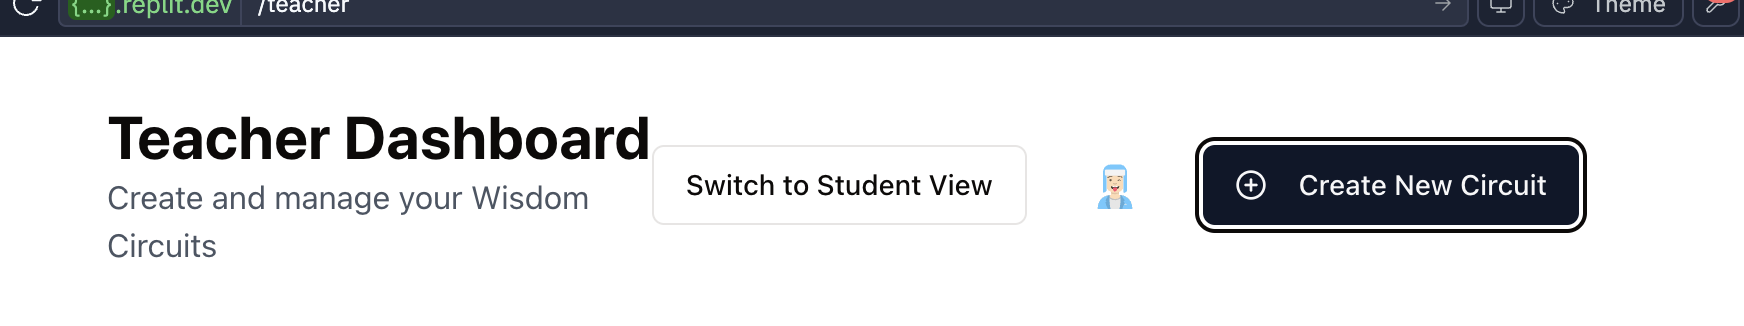 {...}.replit.dev /teacher
Theme
Teacher Dashboard
Create and manage your Wisdom
Circuits
Switch to Student View
Create New Circuit